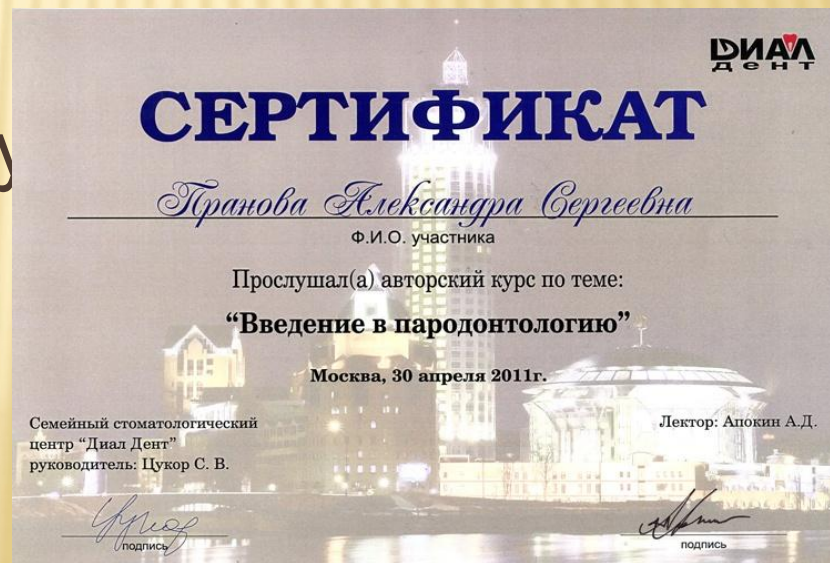 ДИАЛ
Дент
СЕРТИФИКАТ
у
Пранова Александра Сергеевна
Ф.И.О. участника
Прослушал(а) авторский курс по теме:
“Введение в пародонтологию”
Москва, 30 апреля 2011г.
Семейный стоматологический
центр “Диал Дент”
руководитель: Цукор С. В.
Лектор: Апокин А.Д.
подпись
подпись